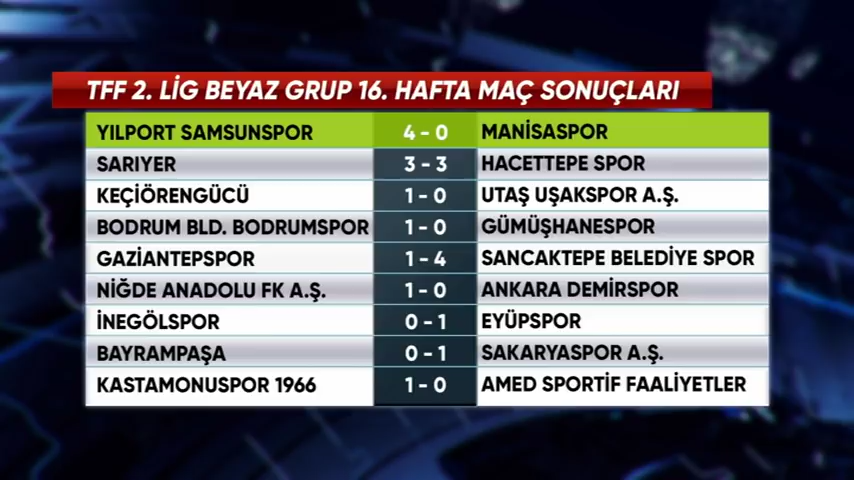 TFF 2. LİG BEYAZ GRUP 16. HAFTA MAÇ SONUÇLARI
YILPORT SAMSUNSPOR 4 - 0 MANİSASPOR
SARIYER 3 - 3 HACETTEPE SPOR
KEÇİÖRENGÜCÜ 1 - 0 UTAŞ UŞAKSPOR A.Ş.
BODRUM BLD. BODRUMSPOR 1 - 0 GÜMÜŞHANESPOR
GAZİANTEPSPOR 1 - 4 SANCAKTEPE BELEDİYE SPOR
NİĞDE ANADOLU FK A.Ş. 1 - 0 ANKARA DEMİRSPOR
İNEGÖLSPOR 0 - 1 EYÜPSPOR
BAYRAMPAŞA 0 - 1 SAKARYASPOR A.Ş.
KASTAMONUSPOR 1966 1 - 0 AMED SPORTİF FAALİYETLER